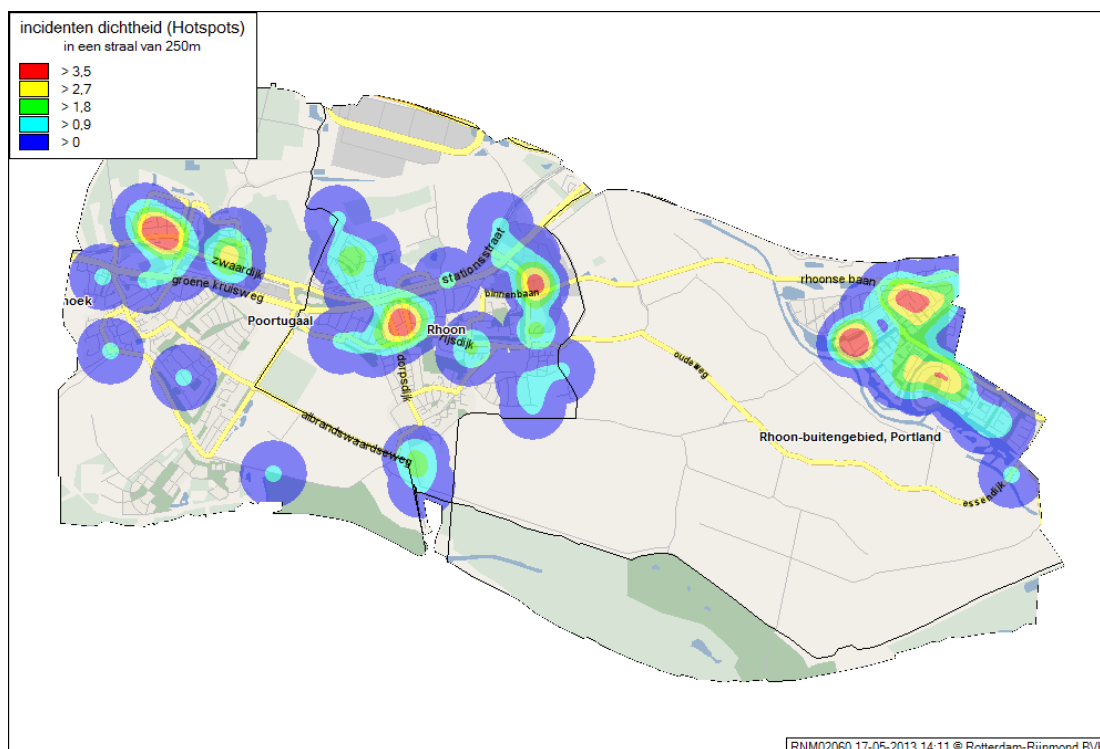 incidenten dichtheid (Hotspots)
in een straal van 250m
> 3,5
> 2,7
> 1,8
> 0,9
> 0
zwaardijk
groene kruisweg
hoek
Poortugaal
stationsstraat
binnenbaan
Rhoon
rijsdijk
dorpsdijk
albrandswaardseweg
rhoonse baan
oudeweg
Rhoon-buitengebied, Portland
essendijk
RNM02060 17-05-2013 14:11 © Rotterdam-Rijnmond BVI